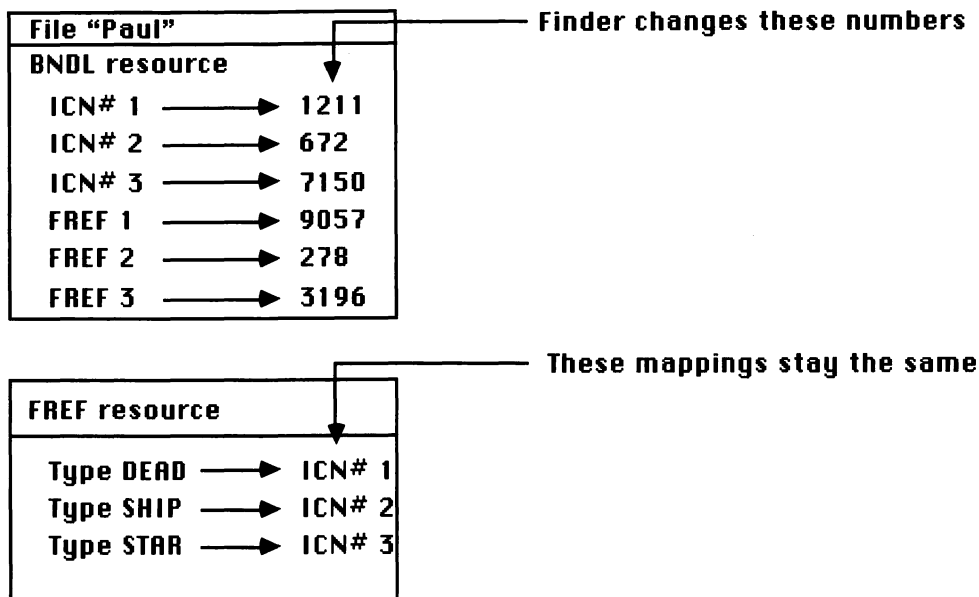 File “Paul”
Finder changes these numbers
BNDL resource
ICN# 1 1211
ICN# 2 672
ICN# 3 7150
FREF 1 9057
FREF 2 278
FREF 3 3196
These mappings stay the same
FREF resource
Type DEAD ICN# 1
Type SHIP ICN# 2
Type STAR ICN# 3